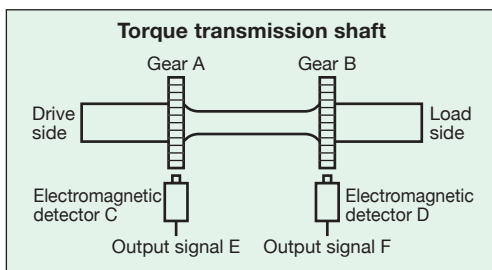 Torque transmission shaft
Gear A
Gear B
Drive
side
Load
side
Electromagnetic
detector C
Electromagnetic
detector D
Output signal E
Output signal F